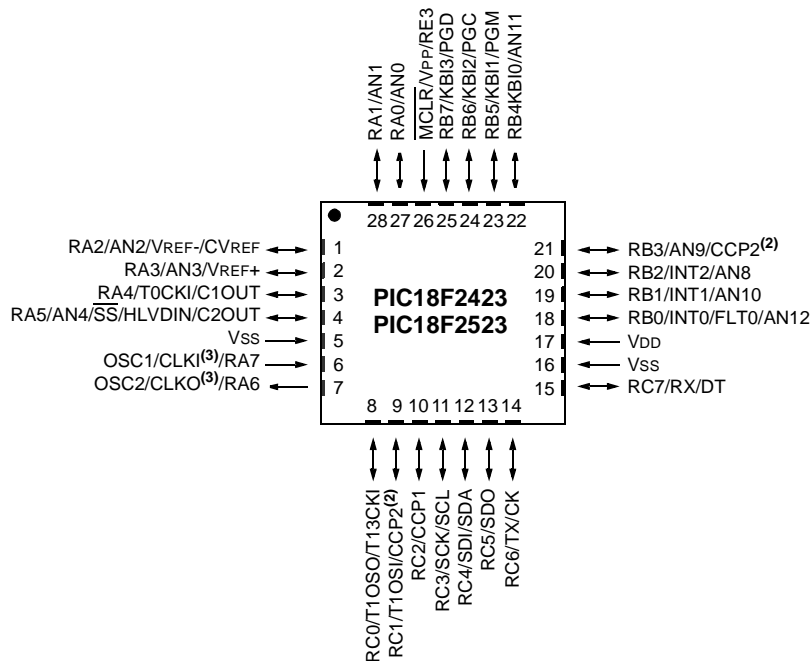 RA1/AN1
RA0/AN0
MCLR/VPP/RE3
RB7/KBI3/PGD
RB6/KBI2/PGC
RB5/KBI1/PGM
RB4KBI0/AN11
28 27 26 25 24 23 22
RA2/AN2/VREF-/CVREF 1
RA3/AN3/VREF+ 2
RA4/T0CKI/C1OUT 3
RA5/AN4/SS/HLVDIN/C2OUT 4
VSS 5
OSC1/CLKI(3)/RA7 6
OSC2/CLKO(3)/RA6 7
PIC18F2423
PIC18F2523
21 RB3/AN9/CCP2(2)
20 RB2/INT2/AN8
19 RB1/INT1/AN10
18 RB0/INT0/FLT0/AN12
17 VDD
16 VSS
15 RC7/RX/DT
8 9 10 11 12 13 14
RC0/T1OSO/T13CKI
RC1/T1OSI/CCP2(2)
RC2/CCP1
RC3/SCK/SCL
RC4/SDI/SDA
RC5/SDO
RC6/TX/CK